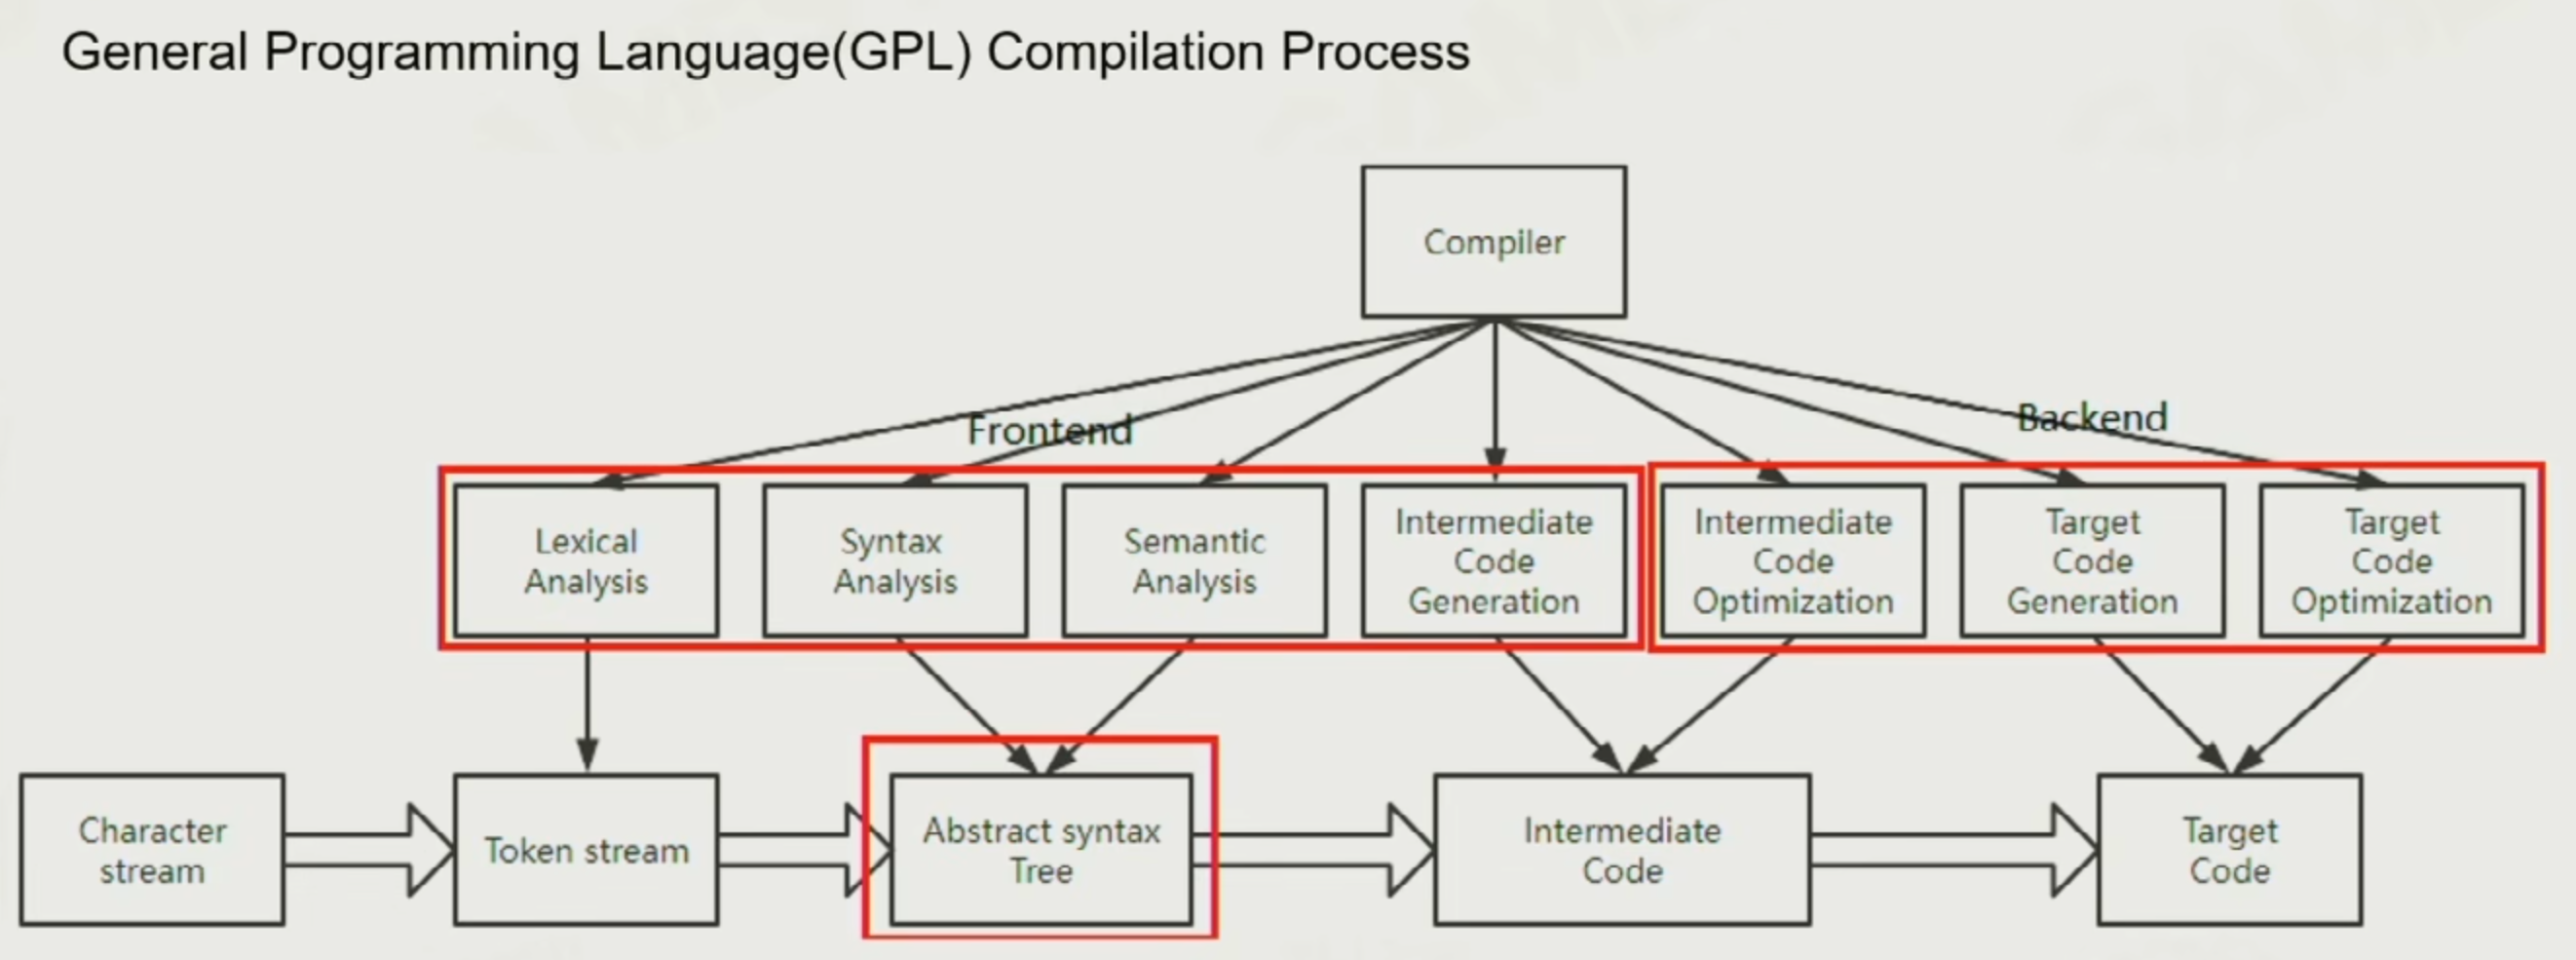 General Programming Language(GPL) Compilation Process
Compiler
Frontend
Backend
Lexical
Analysis
Syntax
Analysis
Semantic
Analysis
Intermediate
Code
Generation
Intermediate
Code
Optimization
Target
Code
Generation
Target
Code
Optimization
Character
stream
Token stream
Abstract syntax
Tree
Intermediate
Code
Target
Code